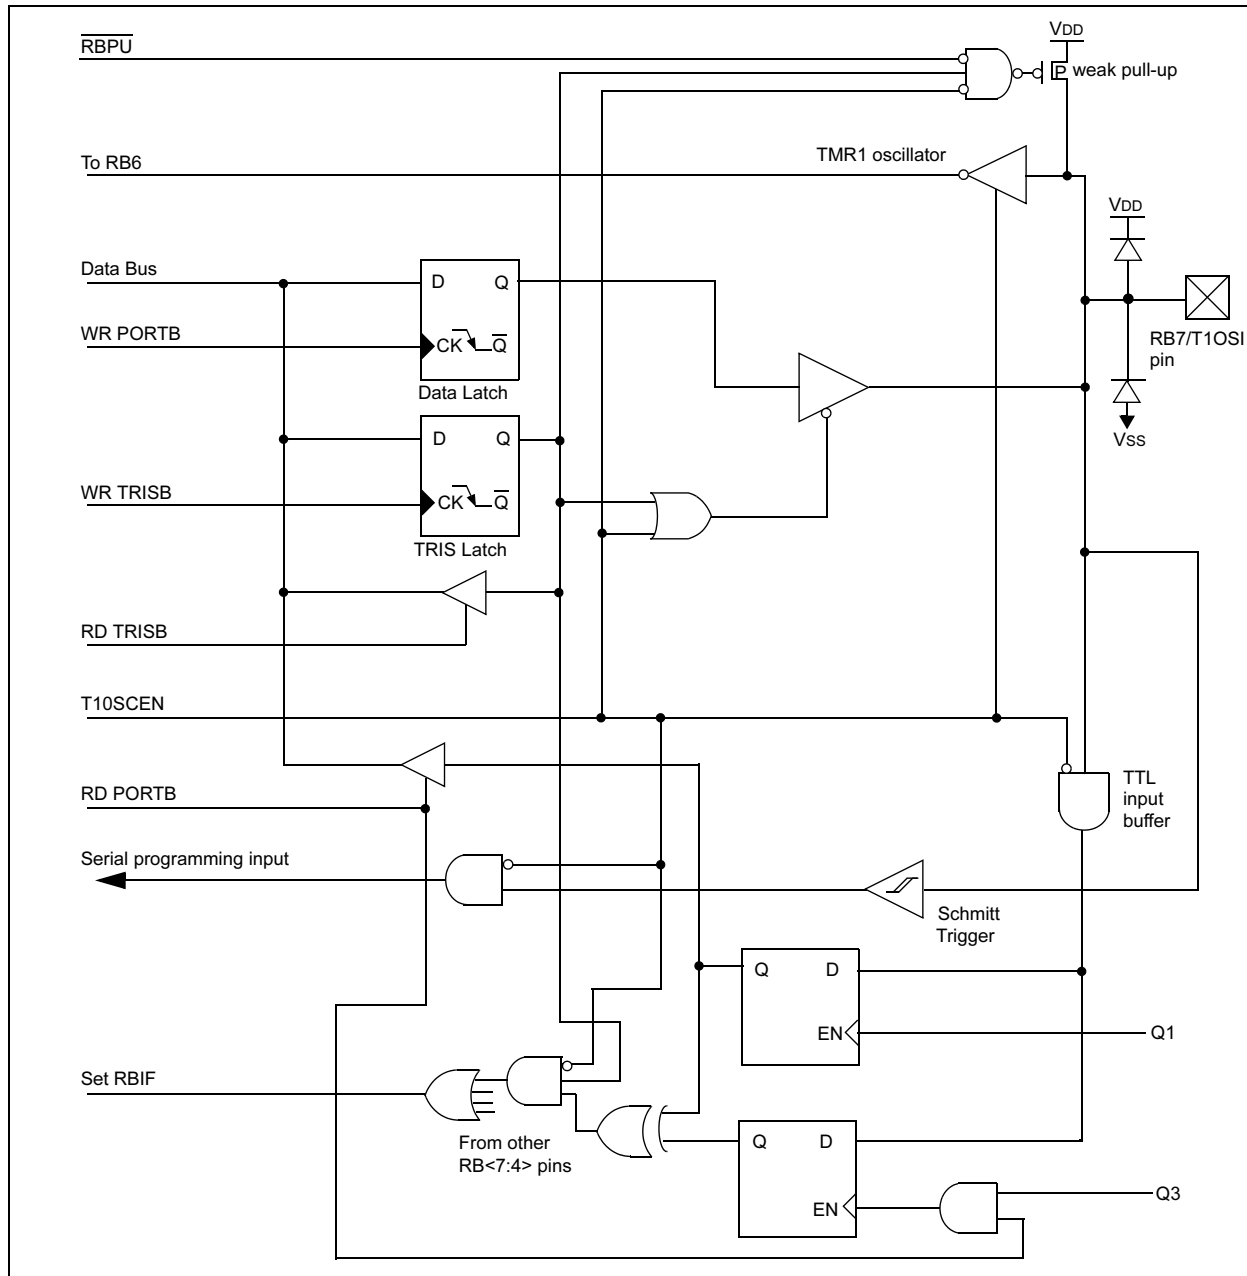 RBPU
VDD
P
weak pull-up
To RB6
TMR1 oscillator
VDD
Data Bus
D
Q
WR PORTB
CK
Q
Data Latch
RB7/T1OSI
pin
D
Q
VSS
WR TRISB
CK
Q
TRIS Latch
RD TRISB
T10SCEN
RD PORTB
TTL
input
buffer
Serial programming input
Schmitt
Trigger
Q
D
EN
Q1
Set RBIF
From other
RB<7:4> pins
Q
D
EN
Q3